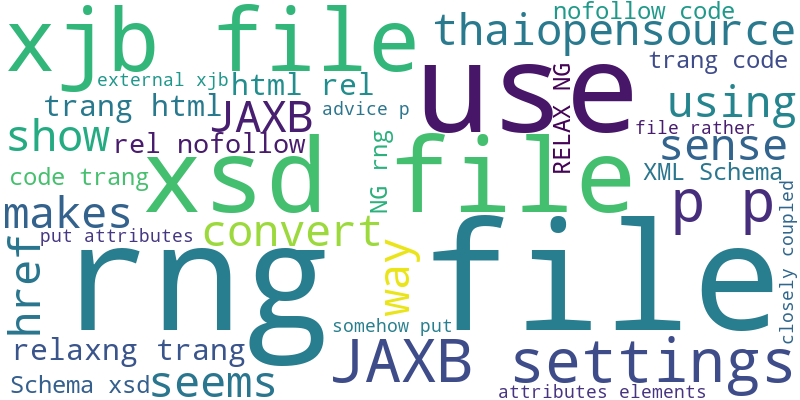 xjb file
use
nofollow code
thaiopensource
trang code
external xjb
html rel
RELAX NG
trang html
JAXB
advice p
using
show
rel nofollow
file rather
sense
code trang
xsd file
NG rng
XML Schema
makes
p p
put attributes
convert
way
closely coupled
href
rng file
somehow put
relaxng trang
JAXB settings
Schema xsd
seems
attributes elements